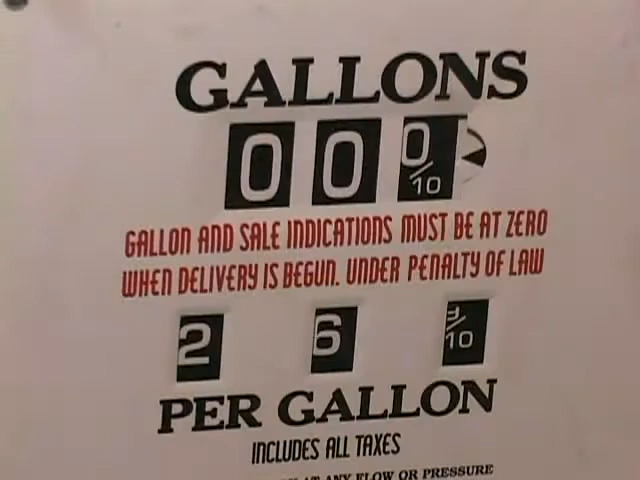 GALLONS
0 0 0/10
GALLON AND SALE INDICATIONS MUST BE AT ZERO
WHEN DELIVERY IS BEGUN. UNDER PENALTY OF LAW
2 6 9/10
PER GALLON
INCLUDES ALL TAXES
AT ANY FLOW OR PRESSURE